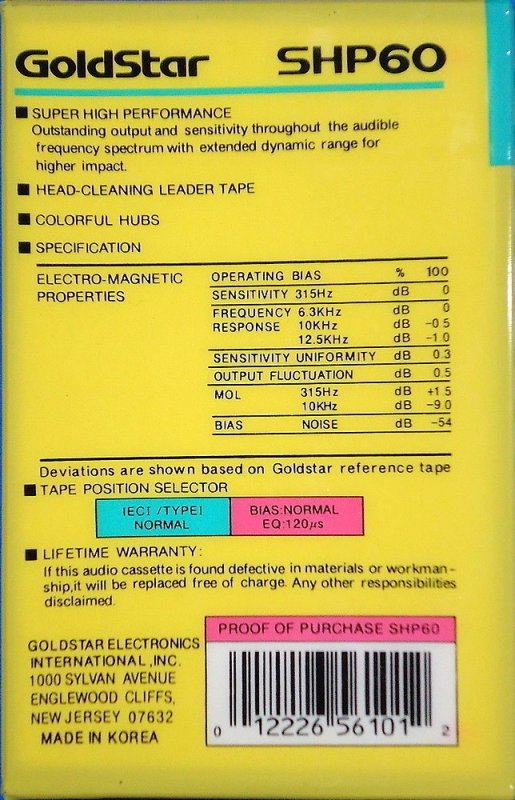 GoldStar SHP60
■ SUPER HIGH PERFORMANCE
Outstanding output and sensitivity throughout the audible
frequency spectrum with extended dynamic range for
higher impact.
■ HEAD-CLEANING LEADER TAPE
■ COLORFUL HUBS
■ SPECIFICATION
ELECTRO-MAGNETIC
PROPERTIES
OPERATING BIAS % 100
SENSITIVITY 315Hz dB 0
FREQUENCY 6.3KHz dB 0
RESPONSE 10KHz dB -0.5
12.5KHz dB -1.0
SENSITIVITY UNIFORMITY dB 0.3
OUTPUT FLUCTUATION dB 0.5
MOL 315Hz dB +1.5
10KHz dB -9.0
BIAS NOISE dB -54
Deviations are shown based on Goldstar reference tape
■ TAPE POSITION SELECTOR
IECI /TYPEI
NORMAL
BIAS:NORMAL
EQ:120μs
■ LIFETIME WARRANTY:
If this audio cassette is found defective in materials or workman-
ship,it will be replaced free of charge. Any other responsibilities
disclaimed.
GOLDSTAR ELECTRONICS
INTERNATIONAL,INC.
1000 SYLVAN AVENUE
ENGLEWOOD CLIFFS,
NEW JERSEY 07632
MADE IN KOREA
PROOF OF PURCHASE SHP60
0 12226 56101 2